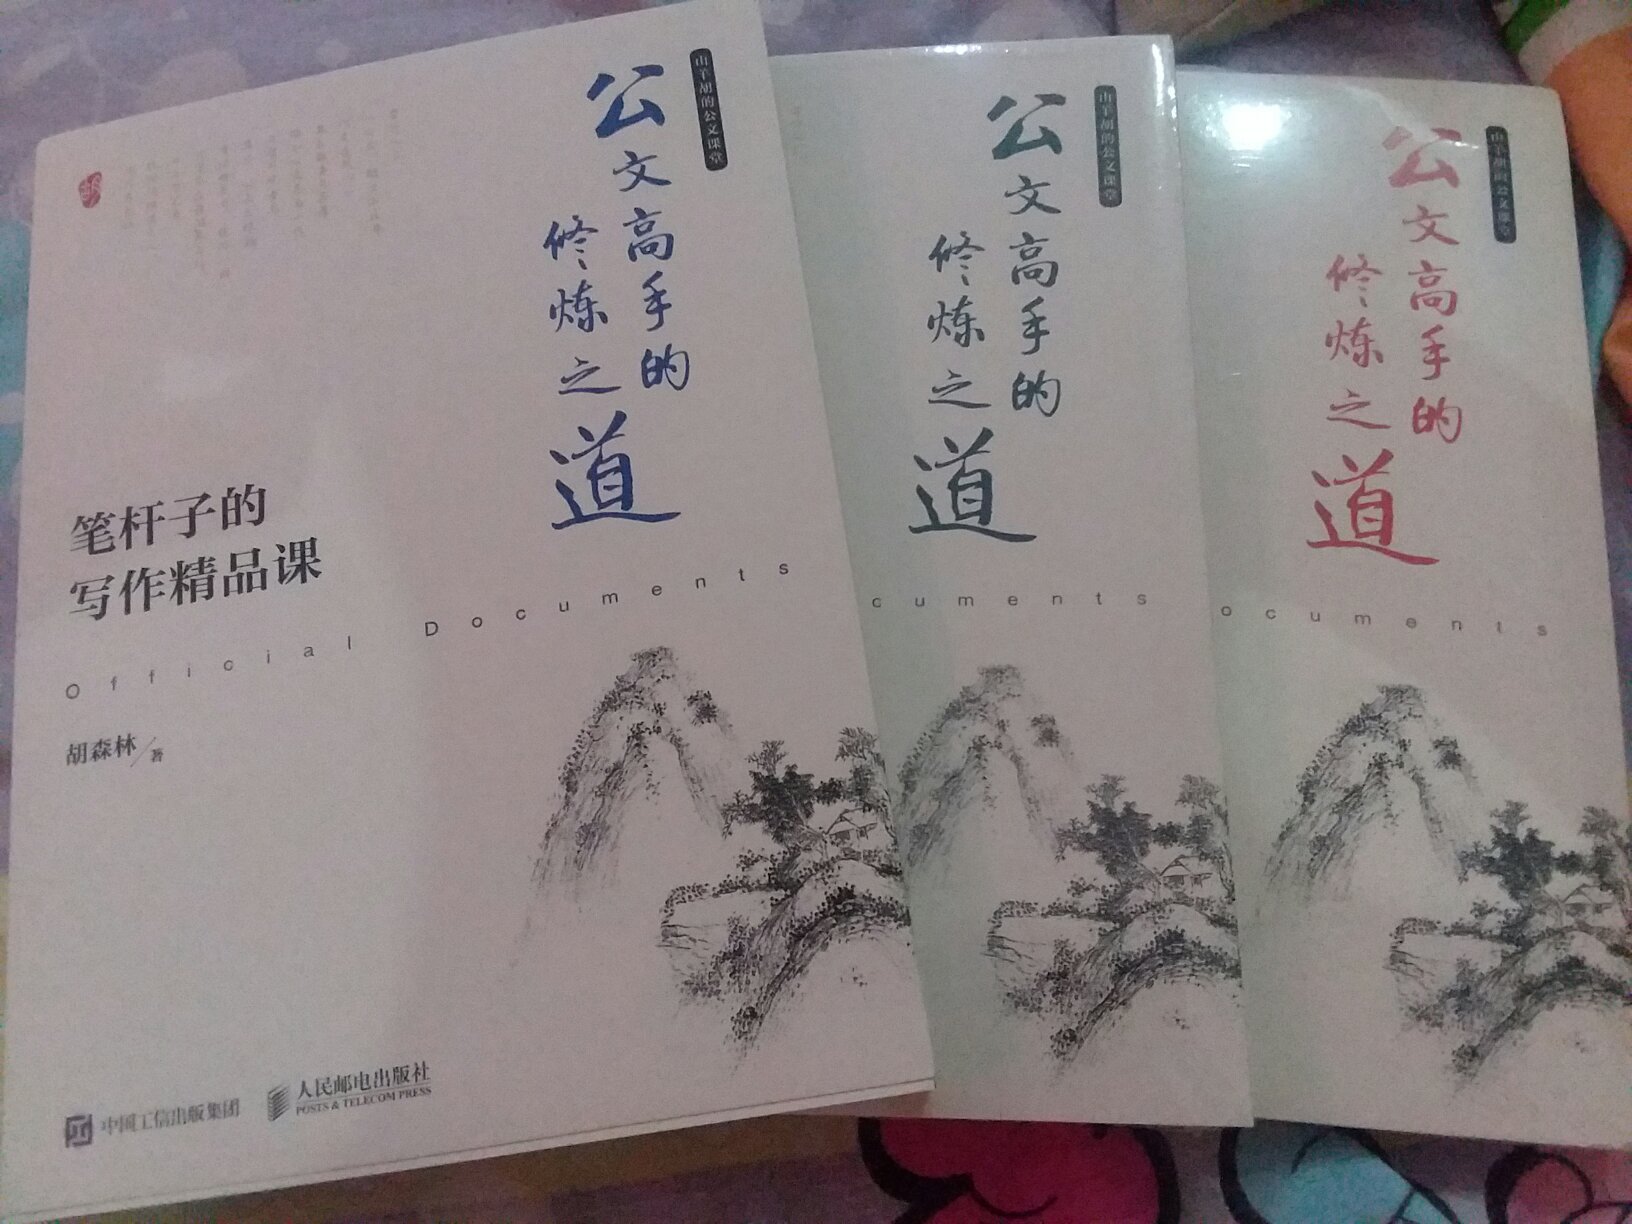 山羊胡的公文课堂
公文高手的
修炼之道
笔杆子的
写作精品课
Official Documents
胡森林/著
中国工信出版集团
人民邮电出版社
POSTS & TELECOM PRESS
山羊胡的公文课堂
公文高手的
修炼之道
cuments
山羊胡的公文课堂
公文高手的
修炼之道
ocuments